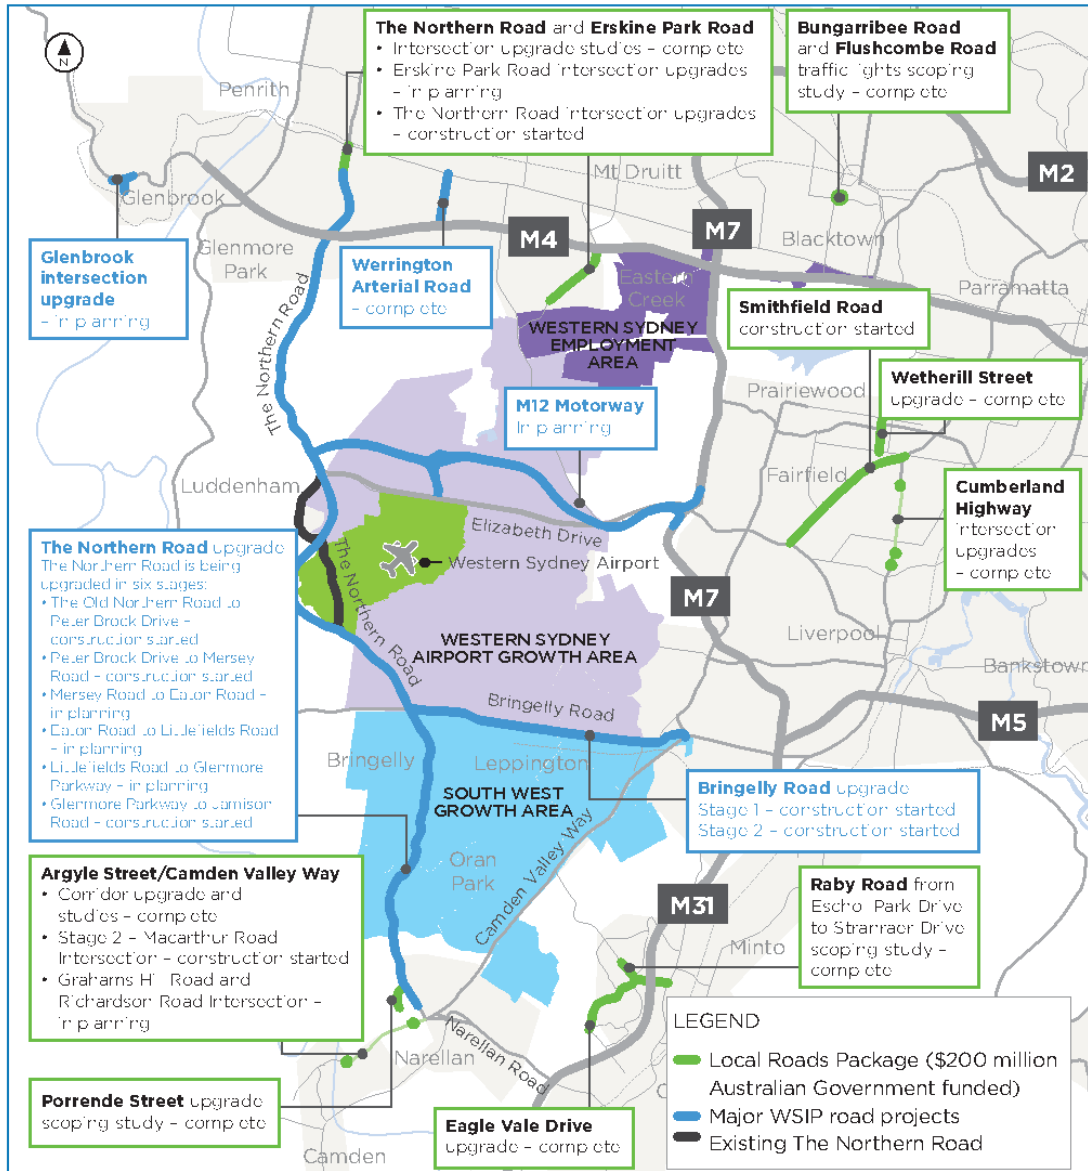 The Northern Road and Erskine Park Road
• Intersection upgrade studies – complete
• Erskine Park Road intersection upgrades
– in planning
• The Northern Road intersection upgrades
– construction started
Bungarribee Road
and Flushcombe Road
traffic lights scoping
study – complete
N
Penrith
Mt Druitt
M2
Glenbrook
M4
M7
Blacktown
Glenbrook
intersection
upgrade
– in planning
Glenmore
Park
Werrington
Arterial Road
– complete
Eastern
Creek
Parramatta
The Northern Road
WESTERN SYDNEY
EMPLOYMENT
AREA
Smithfield Road
construction started
Prairiewood
Wetherill Street
upgrade – complete
M12 Motorway
In planning
Luddenham
Fairfield
Cumberland
Highway
intersection
upgrades
– complete
Elizabeth Drive
The Northern Road
Western Sydney Airport
The Northern Road upgrade
The Northern Road is being
upgraded in six stages:
• The Old Northern Road to
Peter Brock Drive –
construction started
• Peter Brock Drive to Mersey
Road – construction started
• Mersey Road to Eaton Road –
in planning
• Eaton Road to Littlefields Road
– in planning
• Littlefields Road to Glenmore
Parkway – in planning
• Glenmore Parkway to Jamison
Road – construction started
M7
WESTERN SYDNEY
AIRPORT GROWTH AREA
Liverpool
Bankstown
Bringelly Road
M5
Bringelly
Leppington
SOUTH WEST
GROWTH AREA
Bringelly Road upgrade
Stage 1 – construction started
Stage 2 – construction started
Oran
Park
Camden Valley Way
Argyle Street/Camden Valley Way
• Corridor upgrade and
studies – complete
• Stage 2 – Macarthur Road
Intersection – construction started
• Grahams Hill Road and
Richardson Road Intersection –
in planning
M31
Minto
Raby Road from
Eschol Park Drive
to Stranraer Drive
scoping study –
complete
Narellan
Narellan Road
Porrende Street upgrade
scoping study – complete
Camden
Eagle Vale Drive
upgrade – complete
LEGEND
Local Roads Package ($200 million
Australian Government funded)
Major WSIP road projects
Existing The Northern Road